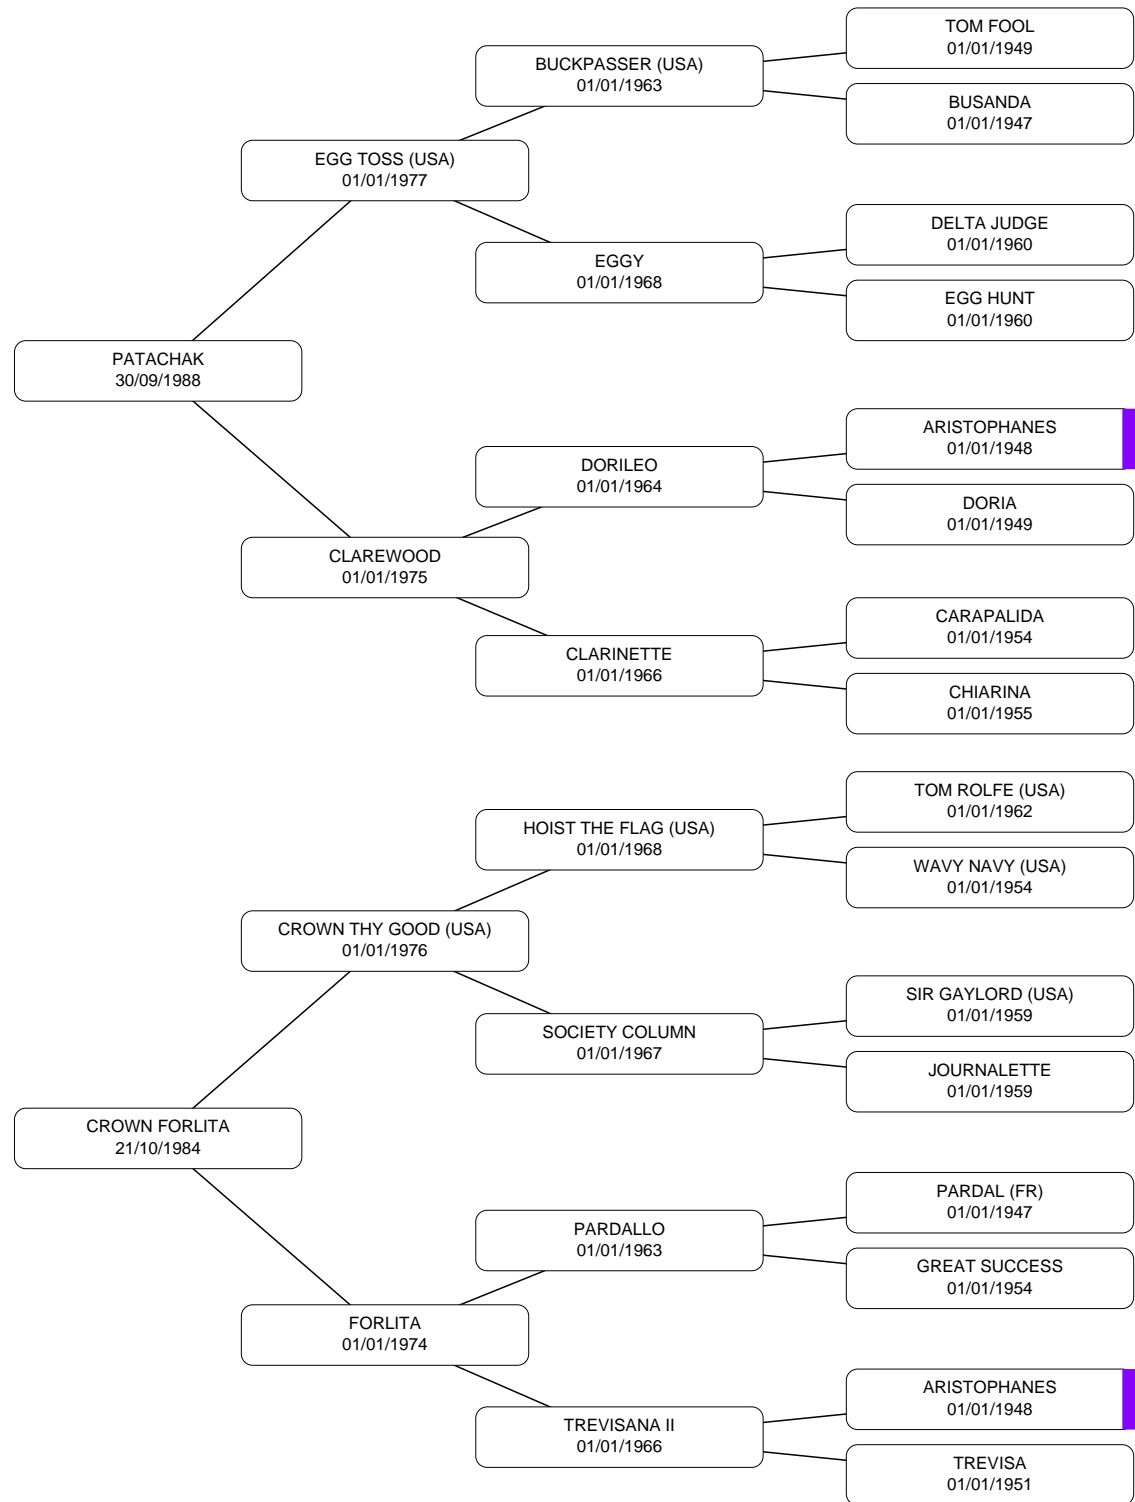 TOM FOOL
01/01/1949
BUCKPASSER (USA)
01/01/1963
BUSANDA
01/01/1947
EGG TOSS (USA)
01/01/1977
DELTA JUDGE
01/01/1960
EGGY
01/01/1968
EGG HUNT
01/01/1960
PATACHAK
30/09/1988
ARISTOPHANES
01/01/1948
DORILEO
01/01/1964
DORIA
01/01/1949
CLAREWOOD
01/01/1975
CARAPALIDA
01/01/1954
CLARINETTE
01/01/1966
CHIARINA
01/01/1955
TOM ROLFE (USA)
01/01/1962
HOIST THE FLAG (USA)
01/01/1968
WAVY NAVY (USA)
01/01/1954
CROWN THY GOOD (USA)
01/01/1976
SIR GAYLORD (USA)
01/01/1959
SOCIETY COLUMN
01/01/1967
JOURNALETTE
01/01/1959
CROWN FORLITA
21/10/1984
PARDAL (FR)
01/01/1947
PARDALLO
01/01/1963
GREAT SUCCESS
01/01/1954
FORLITA
01/01/1974
ARISTOPHANES
01/01/1948
TREVISANA II
01/01/1966
TREVISA
01/01/1951